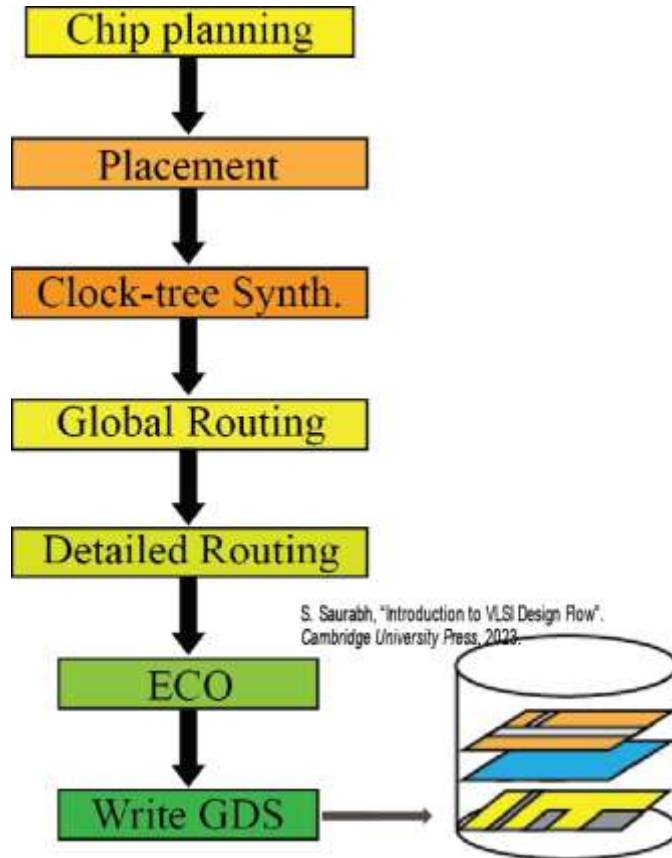 Chip planning
Placement
Clock-tree Synth.
Global Routing
Detailed Routing
S. Saurabh, "Introduction to VLSI Design Flow".
Cambridge University Press, 2023.
ECO
Write GDS